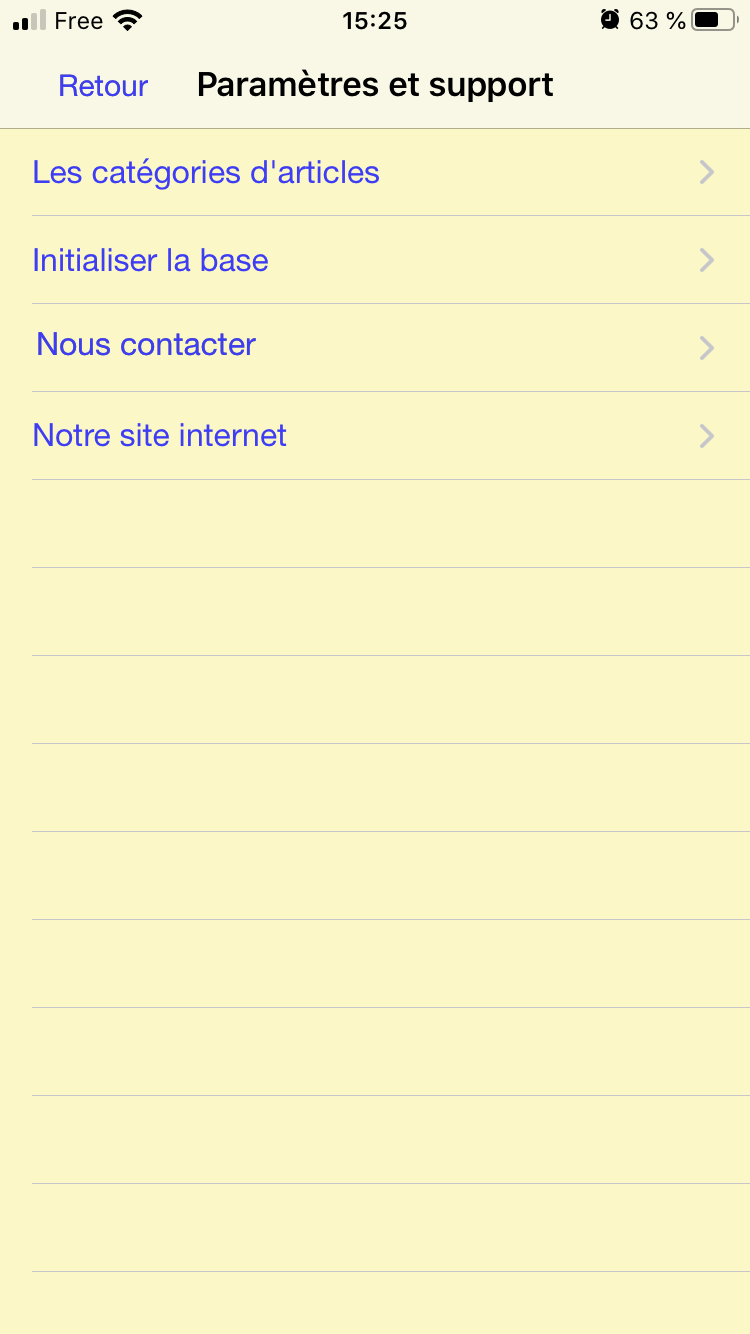 Free 15:25 63 %
Retour Paramètres et support
Les catégories d'articles
Initialiser la base
Nous contacter
Notre site internet